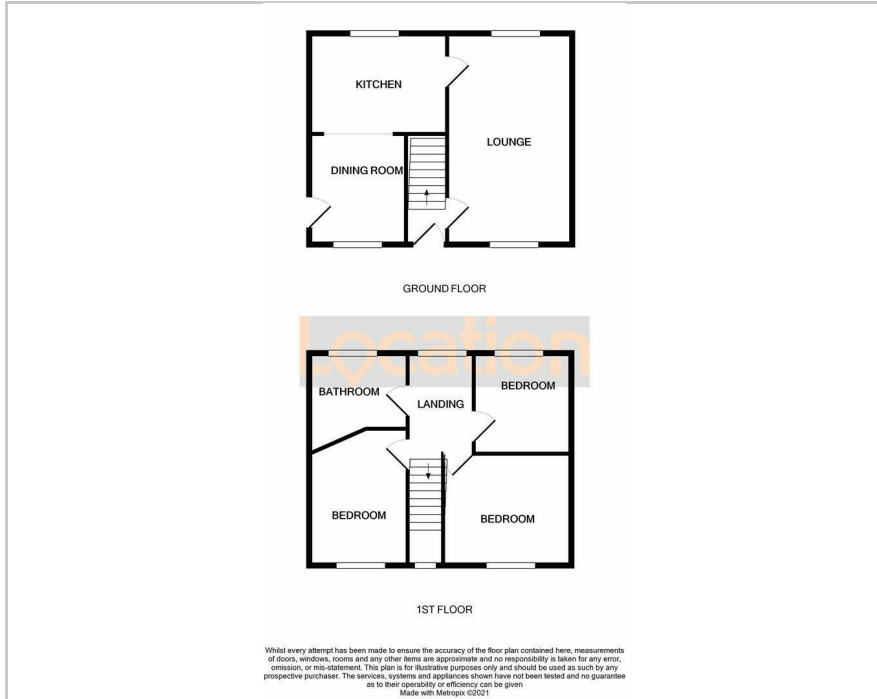 KITCHEN
LOUNGE
DINING ROOM
GROUND FLOOR
Location
BATHROOM
LANDING
BEDROOM
BEDROOM
BEDROOM
1ST FLOOR
Whilst every attempt has been made to ensure the accuracy of the floor plan contained here, measurements
of doors, windows, rooms and any other items are approximate and no responsibility is taken for any error,
omission, or mis-statement. This plan is for illustrative purposes only and should be used as such by any
prospective purchaser. The services, systems and appliances shown have not been tested and no guarantee
as to their operability or efficiency can be given
Made with Metropix ©2021